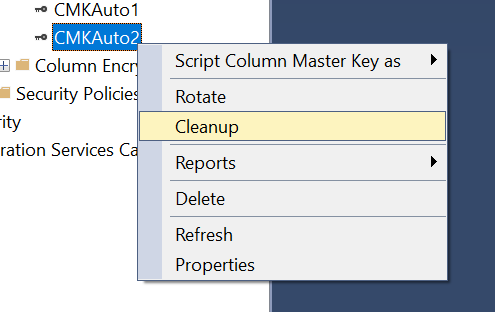 CMKAuto1
CMKAuto2
Column Encry
Security Policies
rity
ration Services Ca
Script Column Master Key as
Rotate
Cleanup
Reports
Delete
Refresh
Properties